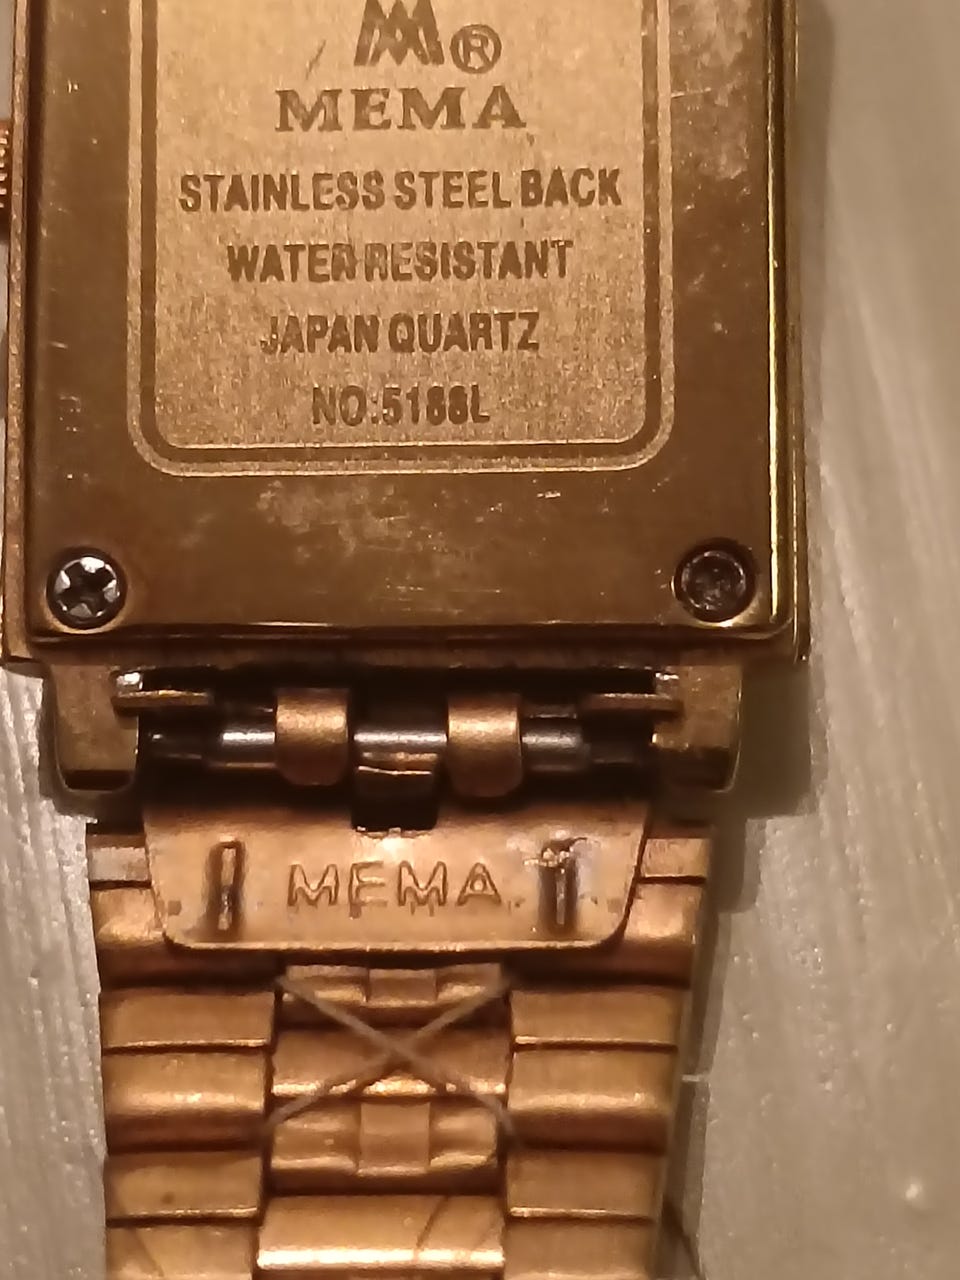 ®
MEMA
STAINLESS STEEL BACK
WATER RESISTANT
JAPAN QUARTZ
NO:5188L
MEMA